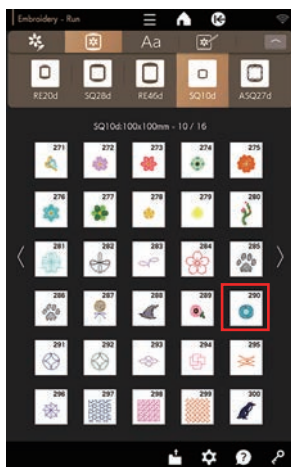 Embroidery - Run
Aa
RE20d SQ28d RE46d SQ10d ASQ27d
SQ10d:100x100mm - 10 / 16
271 272 273 274 275
276 277 278 279 280
281 282 283 284 285
286 287 288 289 290
291 292 293 294 295
296 297 298 299 300